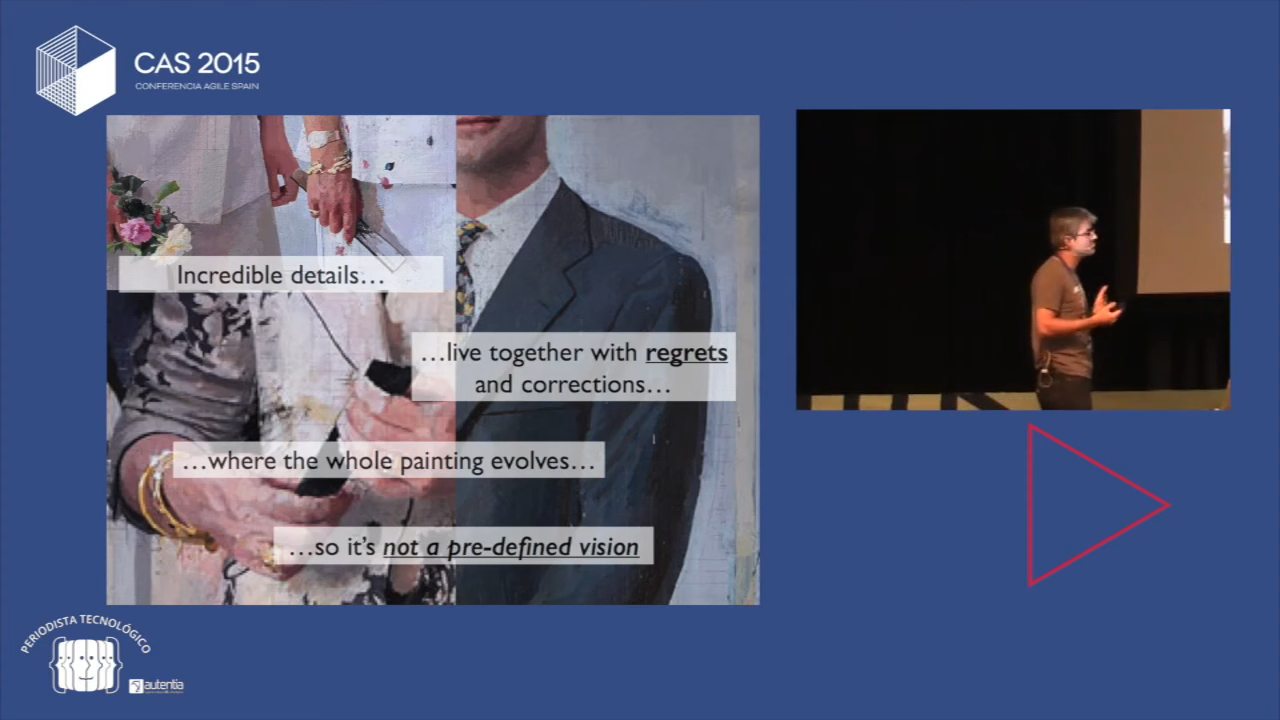 CAS 2015
CONFERENCIA AGILE SPAIN
Incredible details…
…live together with regrets
and corrections…
…where the whole painting evolves…
…so it's not a pre-defined vision
PERIODISTA TECNOLÓGICO
autentia